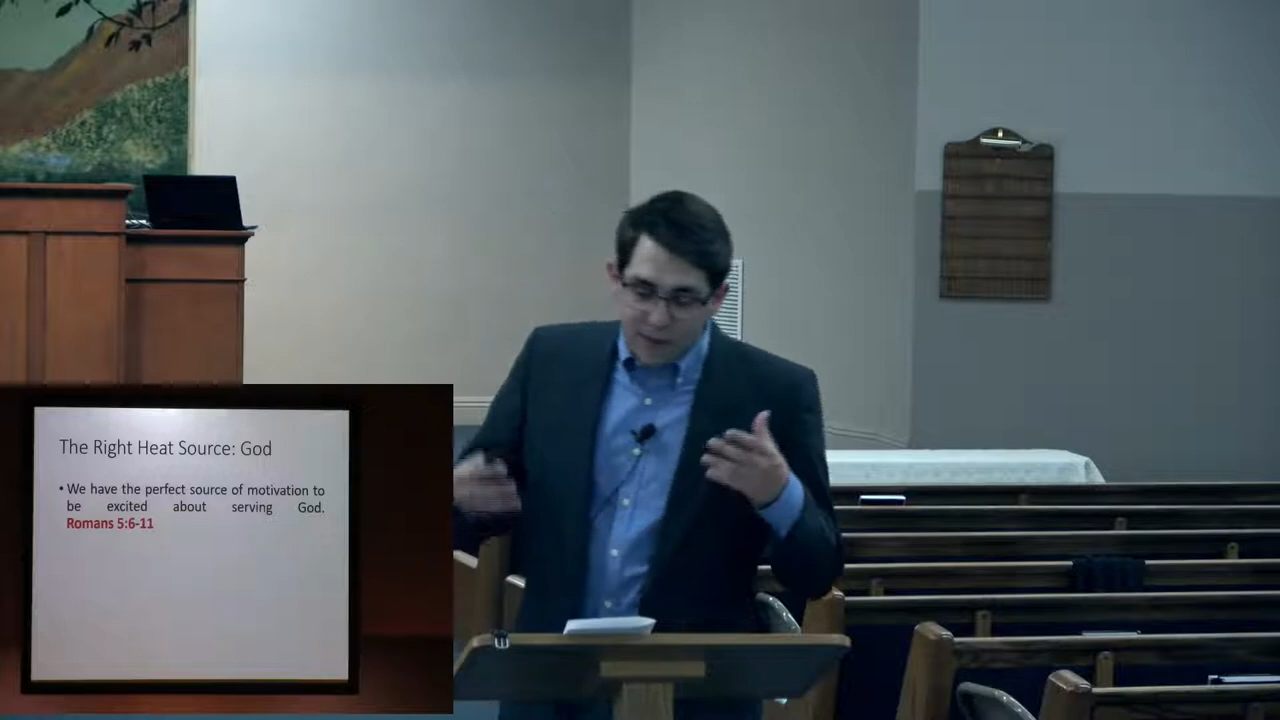 The Right Heat Source: God
• We have the perfect source of motivation to
be excited about serving God.
Romans 5:6-11